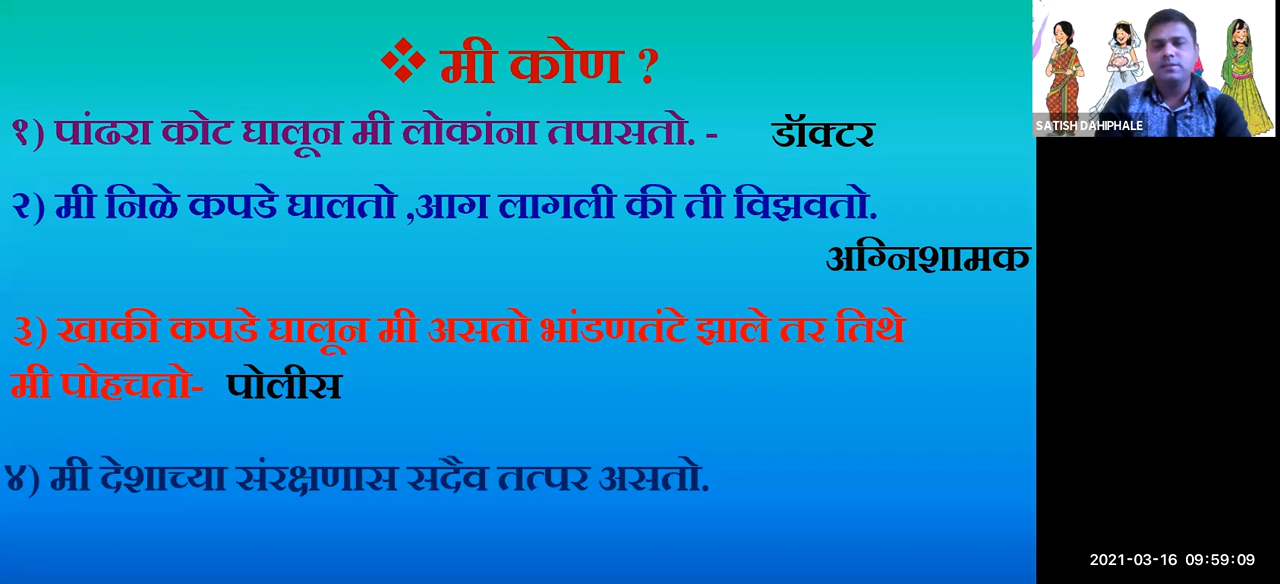 ❖ मी कोण ?
१) पांढरा कोट घालून मी लोकांना तपासतो. - डॉक्टर
२) मी निळे कपडे घालतो ,आग लागली की ती विझवतो.
अग्निशामक
३) खाकी कपडे घालून मी असतो भांडणतंटे झाले तर तिथे
मी पोहचतो- पोलीस
४) मी देशाच्या संरक्षणास सदैव तत्पर असतो.
SATISH DAHIPHALE
2021-03-16 09:59:09